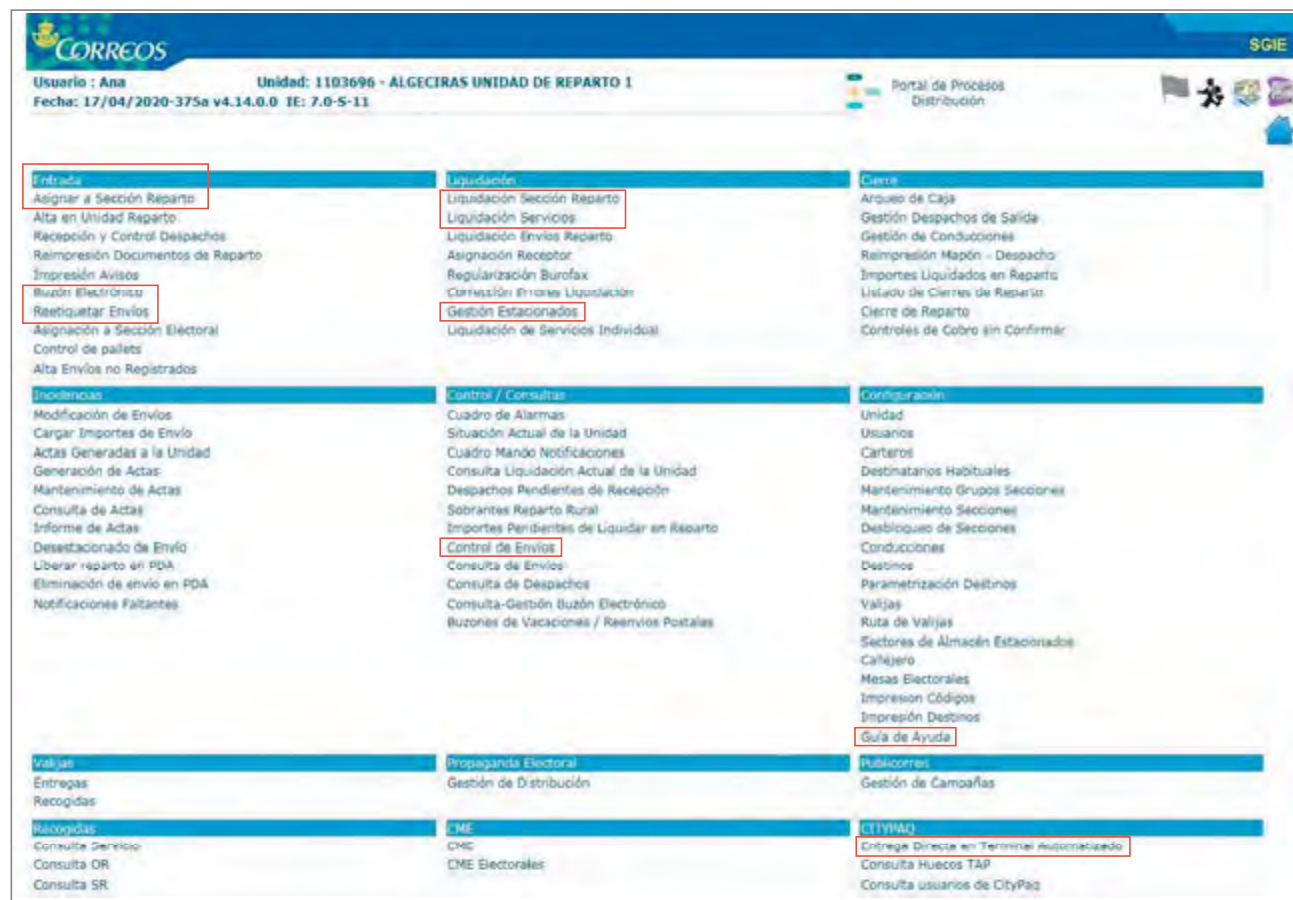 CORREOS
SGIE
Usuario : Ana
Unidad: 1103696 - ALGECIRAS UNIDAD DE REPARTO 1
Fecha: 17/04/2020-375a v4.14.0.0 IE: 7.0-S-11
Portal de Procesos
Distribución
Entrada
Asignar a Sección Reparto
Alta en Unidad Reparto
Recepción y Control Despachos
Reimpresión Documentos de Reparto
Impresión Avisos
Buzón Electrónico
Reetiquetar Envíos
Asignación a Sección Electoral
Control de pallets
Alta Envíos no Registrados
Liquidación
Liquidación Sección Reparto
Liquidación Servicios
Liquidación Envíos Reparto
Asignación Receptor
Regularización Burofax
Corrección Errores Liquidación
Gestión Estacionados
Liquidación de Servicios Individual
Cierre
Arqueo de Caja
Gestión Despachos de Salida
Gestión de Conducciones
Reimpresión Mapón - Despacho
Importes Liquidados en Reparto
Listado de Cierres de Reparto
Cierre de Reparto
Controles de Cobro sin Confirmar
Incidencias
Modificación de Envíos
Cargar Importes de Envío
Actas Generadas a la Unidad
Generación de Actas
Mantenimiento de Actas
Consulta de Actas
Informe de Actas
Desestacionado de Envío
Liberar reparto en PDA
Eliminación de envío en PDA
Notificaciones Faltantes
Control / Consultas
Cuadro de Alarmas
Situación Actual de la Unidad
Cuadro Mando Notificaciones
Consulta Liquidación Actual de la Unidad
Despachos Pendientes de Recepción
Sobrantes Reparto Rural
Importes Pendientes de Liquidar en Reparto
Control de Envíos
Consulta de Envíos
Consulta de Despachos
Consulta-Gestión Buzón Electrónico
Buzones de Vacaciones / Reenvíos Postales
Configuración
Unidad
Usuarios
Carteros
Destinatarios Habituales
Mantenimiento Grupos Secciones
Mantenimiento Secciones
Desbloqueo de Secciones
Conducciones
Destinos
Parametrización Destinos
Valijas
Ruta de Valijas
Sectores de Almacén Estacionados
Callejero
Mesas Electorales
Impresion Códigos
Impresión Destinos
Guía de Ayuda
Valijas
Entregas
Recogidas
Propaganda Electoral
Gestión de Distribución
Publicorreo
Gestión de Campañas
Recogidas
Consulta Servicio
Consulta OR
Consulta SR
CME
CME
CME Electorales
CITYPAQ
Entrega Directa en Terminal Automatizado
Consulta Huecos TAP
Consulta usuarios de CityPaq